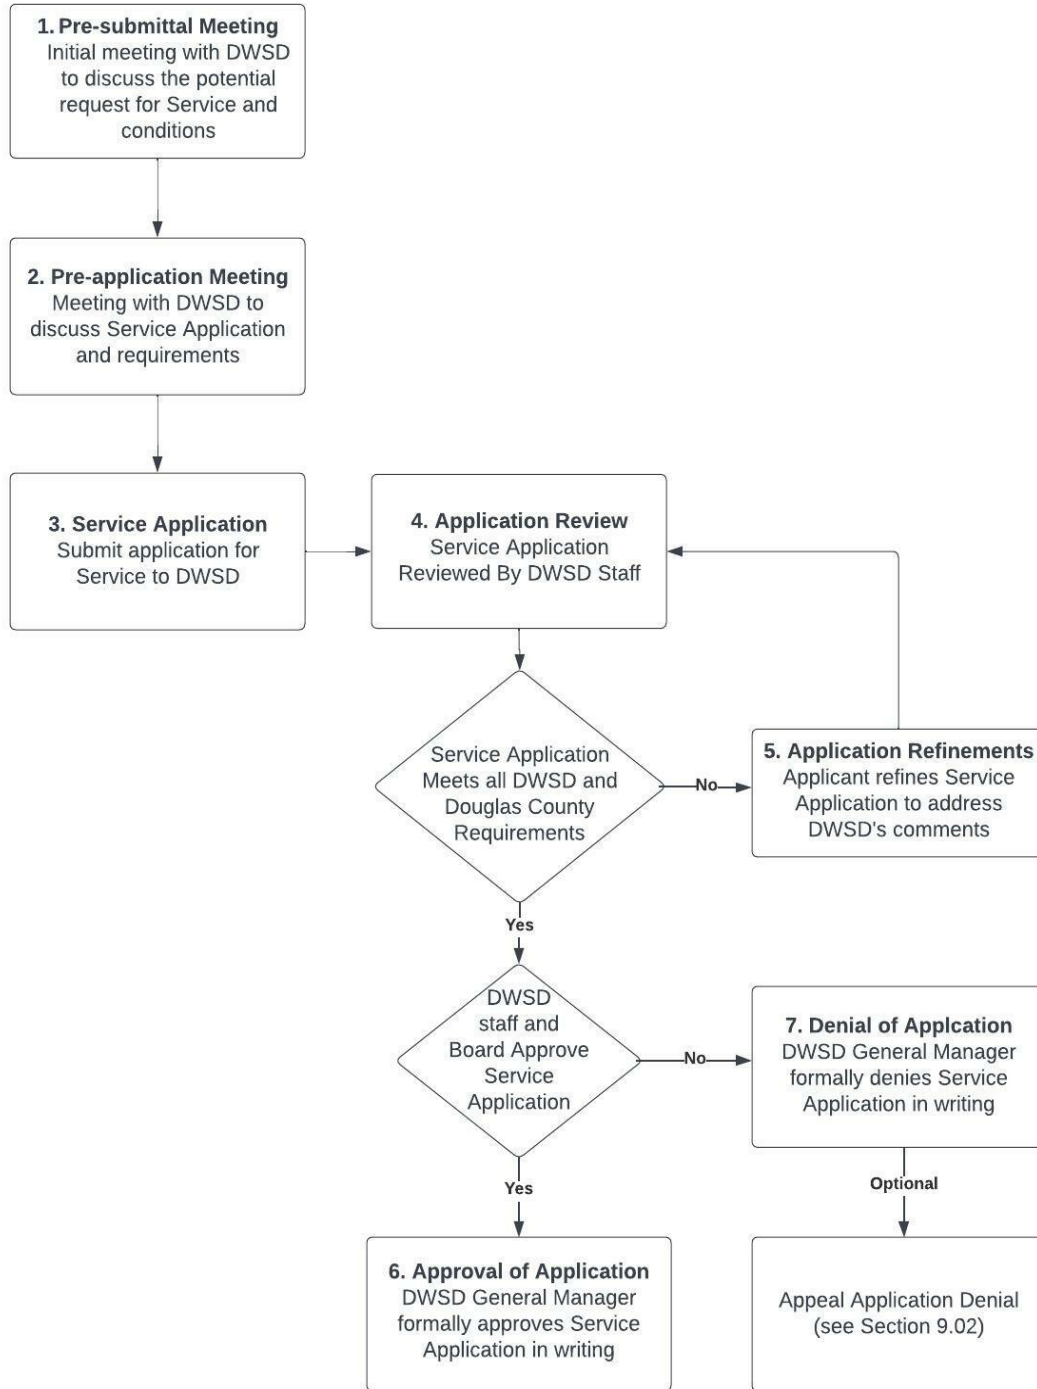 1. Pre-submittal Meeting
Initial meeting with DWSD
to discuss the potential
request for Service and
conditions
2. Pre-application Meeting
Meeting with DWSD to
discuss Service Application
and requirements
3. Service Application
Submit application for
Service to DWSD
4. Application Review
Service Application
Reviewed By DWSD Staff
Service Application
Meets all DWSD and
Douglas County
Requirements
No
5. Application Refinements
Applicant refines Service
Application to address
DWSD's comments
Yes
DWSD
staff and
Board Approve
Service
Application
No
7. Denial of Applcation
DWSD General Manager
formally denies Service
Application in writing
Yes
Optional
6. Approval of Application
DWSD General Manager
formally approves Service
Application in writing
Appeal Application Denial
(see Section 9.02)